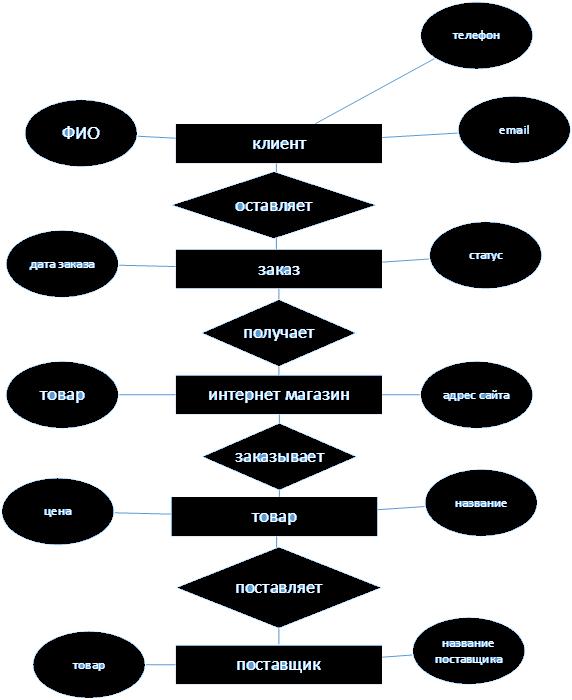 телефон
ФИО
email
клиент
оставляет
дата заказа
статус
заказ
получает
товар
интернет магазин
адрес сайта
заказывает
цена
название
товар
поставляет
название
поставщика
товар
поставщик